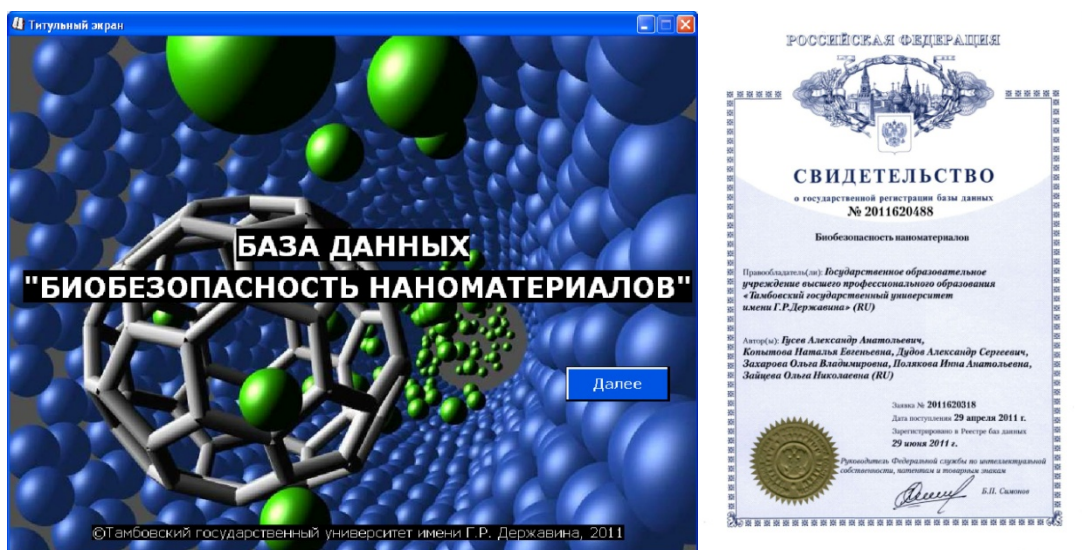 Титульный экран
БАЗА ДАННЫХ
"БИОБЕЗОПАСНОСТЬ НАНОМАТЕРИАЛОВ"
Далее
©Тамбовский государственный университет имени Г.Р. Державина, 2011
РОССИЙСКАЯ ФЕДЕРАЦИЯ
СВИДЕТЕЛЬСТВО
о государственной регистрации базы данных
№ 2011620488
Биобезопасность наноматериалов
Правообладатель(ли): Государственное образовательное
учреждение высшего профессионального образования
«Тамбовский государственный университет
имени Г.Р.Державина» (RU)
Автор(ы): Гусев Александр Анатольевич,
Копытова Наталья Евгеньевна, Дудов Александр Сергеевич,
Захарова Ольга Владимировна, Полякова Инна Анатольевна,
Зайцева Ольга Николаевна (RU)
Заявка № 2011620318
Дата поступления 29 апреля 2011 г.
Зарегистрировано в Реестре баз данных
29 июня 2011 г.
Руководитель Федеральной службы по интеллектуальной
собственности, патентам и товарным знакам
Б.П. Симонов